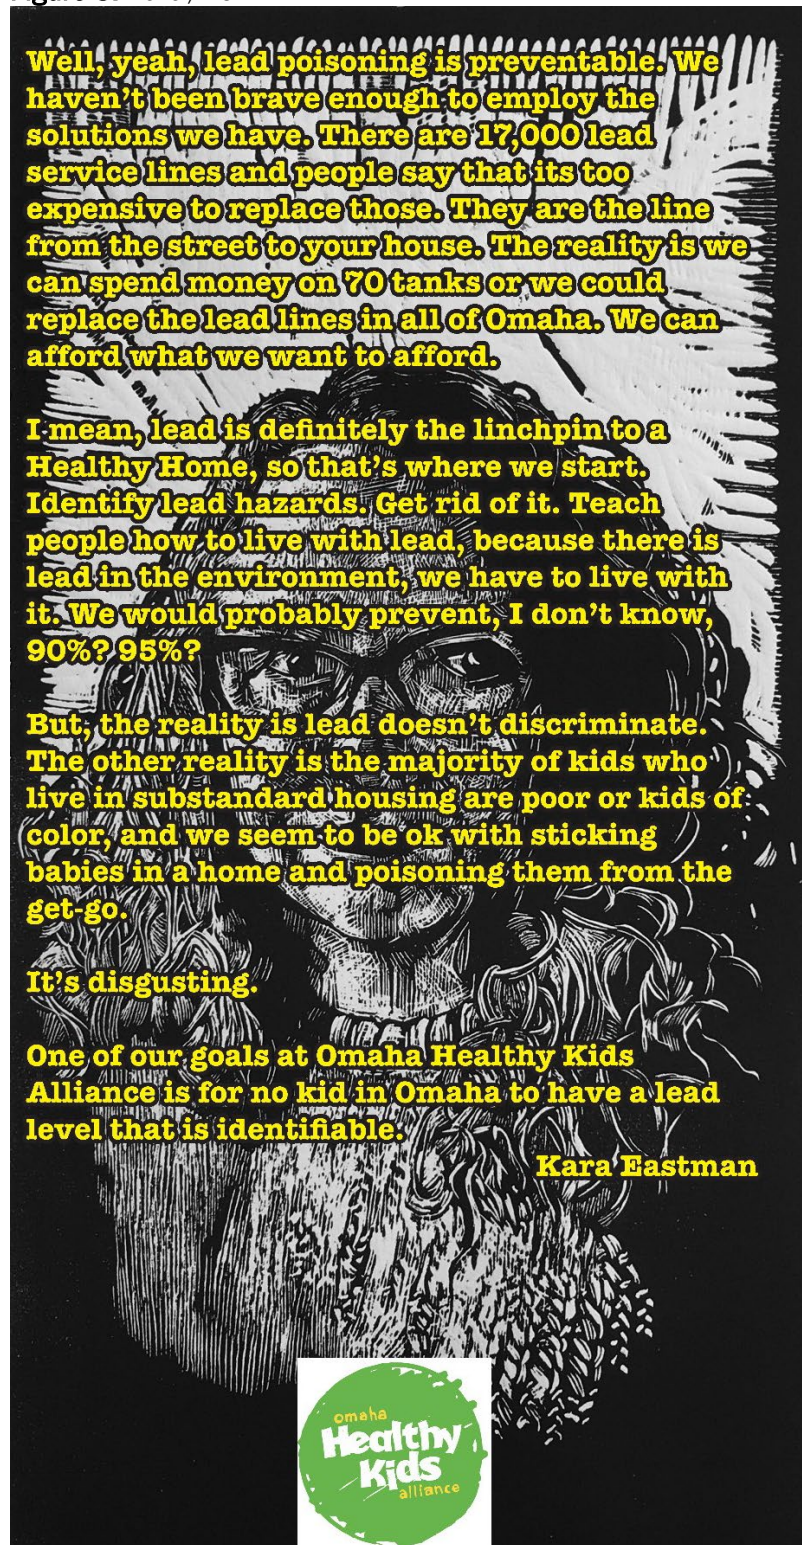 Well, yeah, lead poisoning is preventable. We
haven't been brave enough to employ the
solutions we have. There are 17,000 lead
service lines and people say that its too
expensive to replace those. They are the line
from the street to your house. The reality is we
can spend money on 70 tanks or we could
replace the lead lines in all of Omaha. We can
afford what we want to afford.
I mean, lead is definitely the linchpin to a
Healthy Home, so that's where we start.
Identify lead hazards. Get rid of it. Teach
people how to live with lead, because there is
lead in the environment, we have to live with
it. We would probably prevent, I don't know,
90%? 95%?
But, the reality is lead doesn't discriminate.
The other reality is the majority of kids who
live in substandard housing are poor or kids of
color, and we seem to be ok with sticking
babies in a home and poisoning them from the
get-go.
It's disgusting.
One of our goals at Omaha Healthy Kids
Alliance is for no kid in Omaha to have a lead
level that is identifiable.
Kara Eastman
omaha
Healthy
Kids
alliance